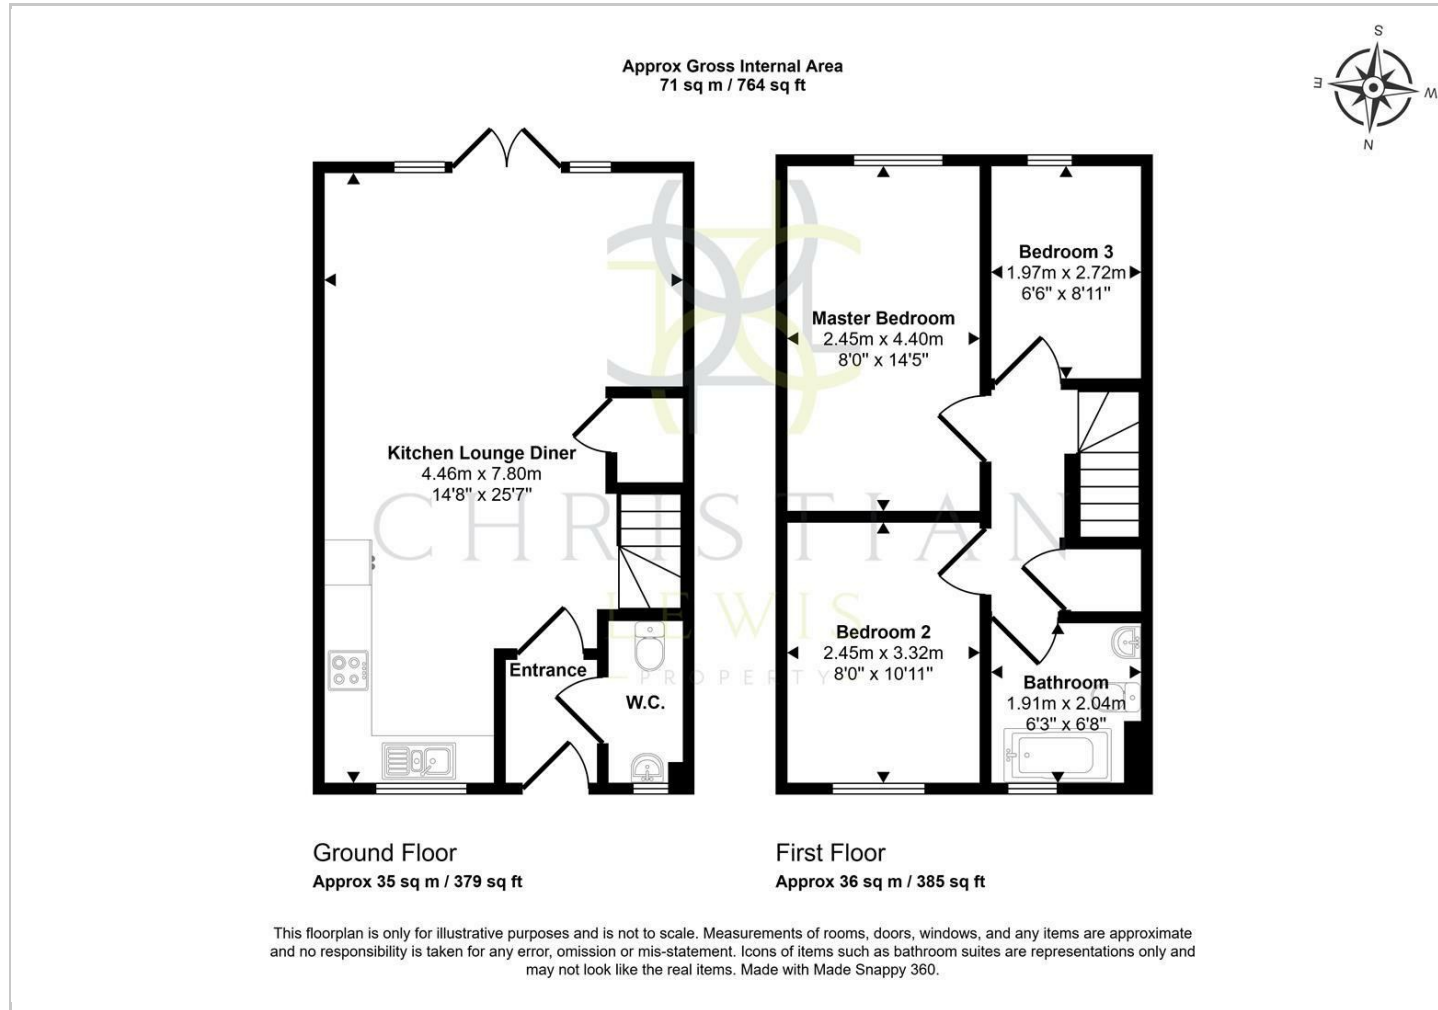 Approx Gross Internal Area
71 sq m / 764 sq ft
S
E
W
N
Kitchen Lounge Diner
4.46m x 7.80m
14'8" x 25'7"
Entrance
W.C.
Master Bedroom
2.45m x 4.40m
8'0" x 14'5"
Bedroom 3
1.97m x 2.72m
6'6" x 8'11"
Bedroom 2
2.45m x 3.32m
8'0" x 10'11"
Bathroom
1.91m x 2.04m
6'3" x 6'8"
CHRISTIAN
LEWIS
PROPERTY
Ground Floor
Approx 35 sq m / 379 sq ft
First Floor
Approx 36 sq m / 385 sq ft
This floorplan is only for illustrative purposes and is not to scale. Measurements of rooms, doors, windows, and any items are approximate
and no responsibility is taken for any error, omission or mis-statement. Icons of items such as bathroom suites are representations only and
may not look like the real items. Made with Made Snappy 360.